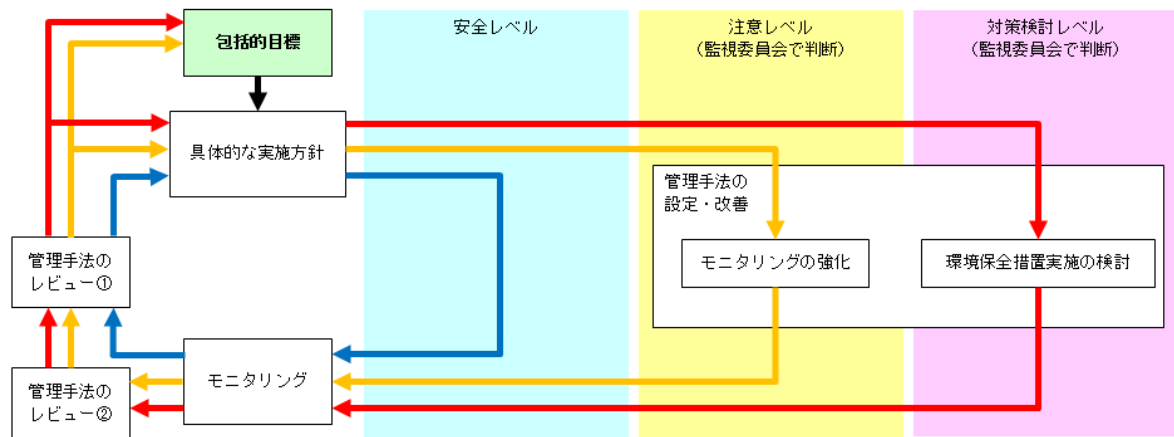 安全レベル
注意レベル
(監視委員会で判断)
対策検討レベル
(監視委員会で判断)
包括的目標
具体的な実施方針
管理手法の
設定・改善
モニタリングの強化
環境保全措置実施の検討
管理手法の
レビュー①
モニタリング
管理手法の
レビュー②